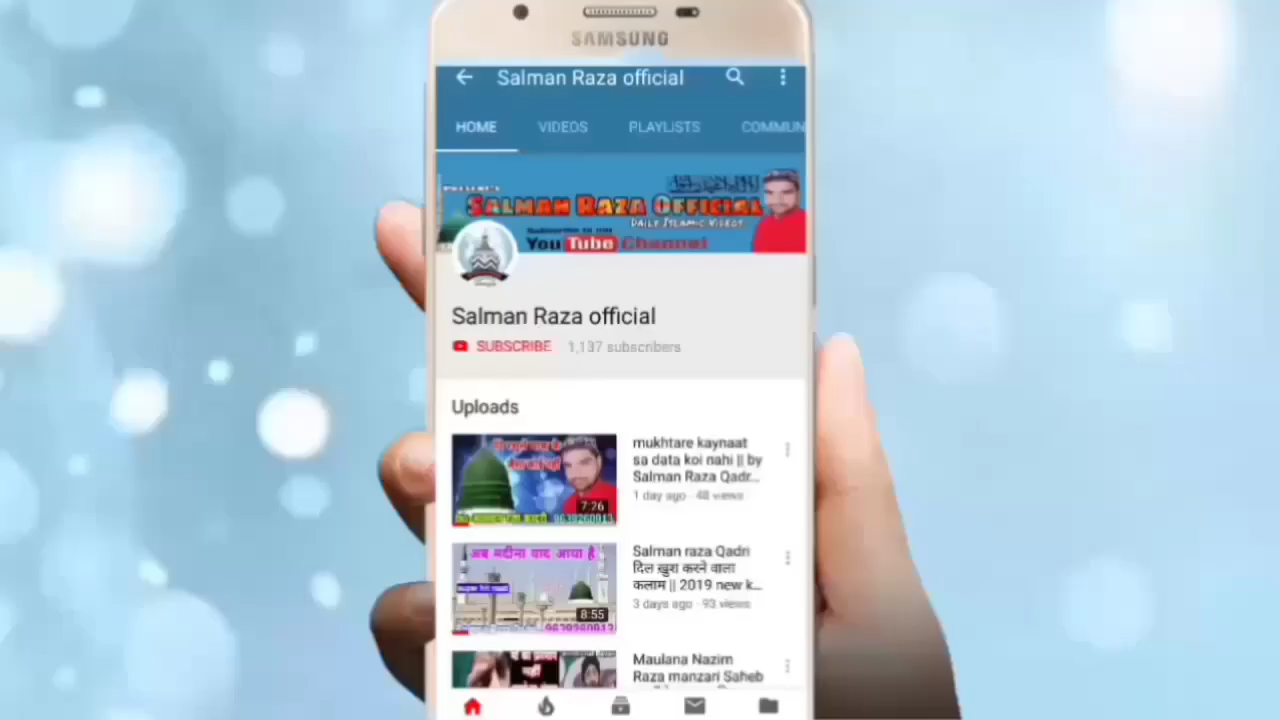 SAMSUNG
Salman Raza official
HOME VIDEOS PLAYLISTS COMMUN
SALMAN RAZA OFFICIAL
DAILY ISLAMIC VIDEOS
Subscribe to my
YouTube Channel
Salman Raza official
SUBSCRIBE 1,137 subscribers
Uploads
7:26
mukhtare kaynaat
sa data koi nahi || by
Salman Raza Qadr...
1 day ago · 48 views
अब मदीना याद आया है
8:55
Salman raza Qadri
दिल खुश करने वाला
कलाम || 2019 new k...
3 days ago · 93 views
Maulana Nazim
Raza manzari Saheb